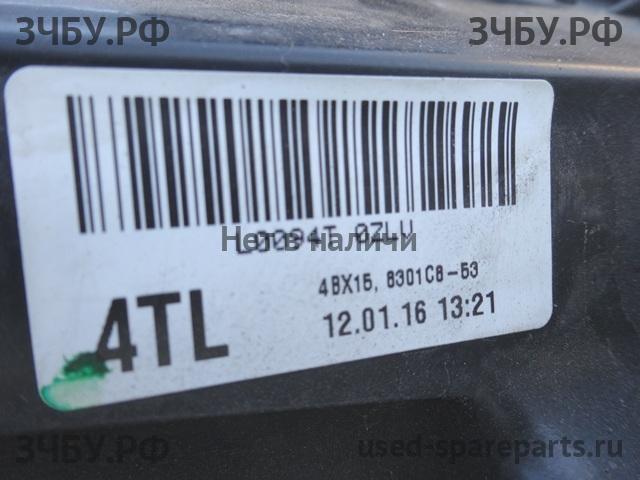 ЗЧБУ.РФ ЗЧБУ.РФ
Нет в наличии
4BX15, 8301C8-53
4TL
12.01.16 13:21
ЗЧБУ.РФ
used-spareparts.ru